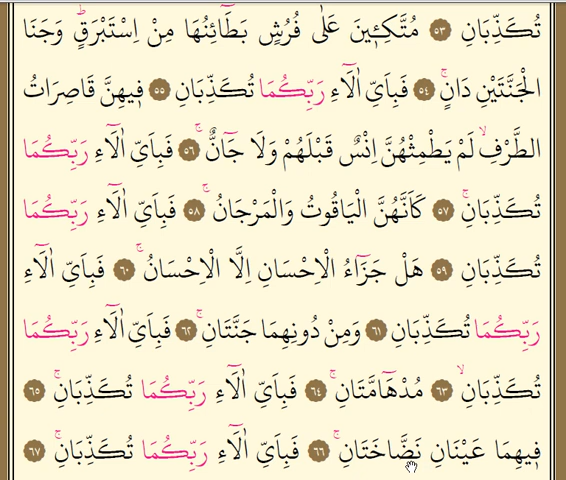 تُكَذِّبَانِ ﴿٥٣﴾ مُتَّكِـ۪ٔينَ عَلٰى فُرُشٍ بَطَٓائِنُهَا مِنْ اِسْتَبْرَقٍۜ وَجَنَا
الْجَنَّتَيْنِ دَانٍۚ ﴿٥٤﴾ فَبِاَيِّ اٰلَٓاءِ رَبِّكُمَا تُكَذِّبَانِ ﴿٥٥﴾ ف۪يهِنَّ قَاصِرَاتُ
الطَّرْفِۙ لَمْ يَطْمِثْهُنَّ اِنْسٌ قَبْلَهُمْ وَلَا جَٓانٌّۚ ﴿٥٦﴾ فَبِاَيِّ اٰلَٓاءِ رَبِّكُمَا
تُكَذِّبَانِۚ ﴿٥٧﴾ كَاَنَّهُنَّ الْيَاقُوتُ وَالْمَرْجَانُۚ ﴿٥٨﴾ فَبِاَيِّ اٰلَٓاءِ رَبِّكُمَا
تُكَذِّبَانِ ﴿٥٩﴾ هَلْ جَزَٓاءُ الْاِحْسَانِ اِلَّا الْاِحْسَانُۚ ﴿٦٠﴾ فَبِاَيِّ اٰلَٓاءِ
رَبِّكُمَا تُكَذِّبَانِ ﴿٦١﴾ وَمِنْ دُونِهِمَا جَنَّتَانِۚ ﴿٦٢﴾ فَبِاَيِّ اٰلَٓاءِ رَبِّكُمَا
تُكَذِّبَانِۙ ﴿٦٣﴾ مُدْهَٓامَّتَانِۚ ﴿٦٤﴾ فَبِاَيِّ اٰلَٓاءِ رَبِّكُمَا تُكَذِّبَانِۚ ﴿٦٥﴾
ف۪يهِمَا عَيْنَانِ نَضَّاخَتَانِۚ ﴿٦٦﴾ فَبِاَيِّ اٰلَٓاءِ رَبِّكُمَا تُكَذِّبَانِۚ ﴿٦٧﴾